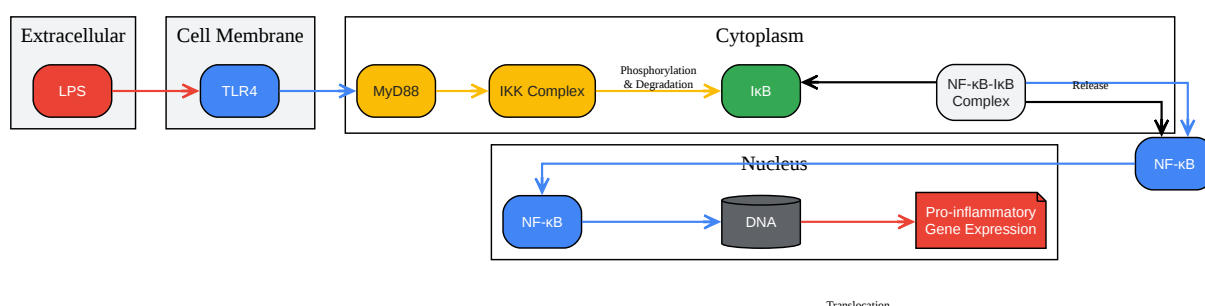 Extracellular
Cell Membrane
Cytoplasm
LPS
TLR4
MyD88
IKK Complex
Phosphorylation
& Degradation
IκB
NF-κB-IκB
Complex
Release
NF-κB
Nucleus
NF-κB
DNA
Pro-inflammatory
Gene Expression
Translocation